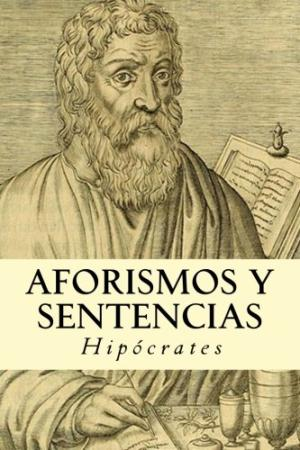 AFORISMOS Y
SENTENCIAS
Hipócrates